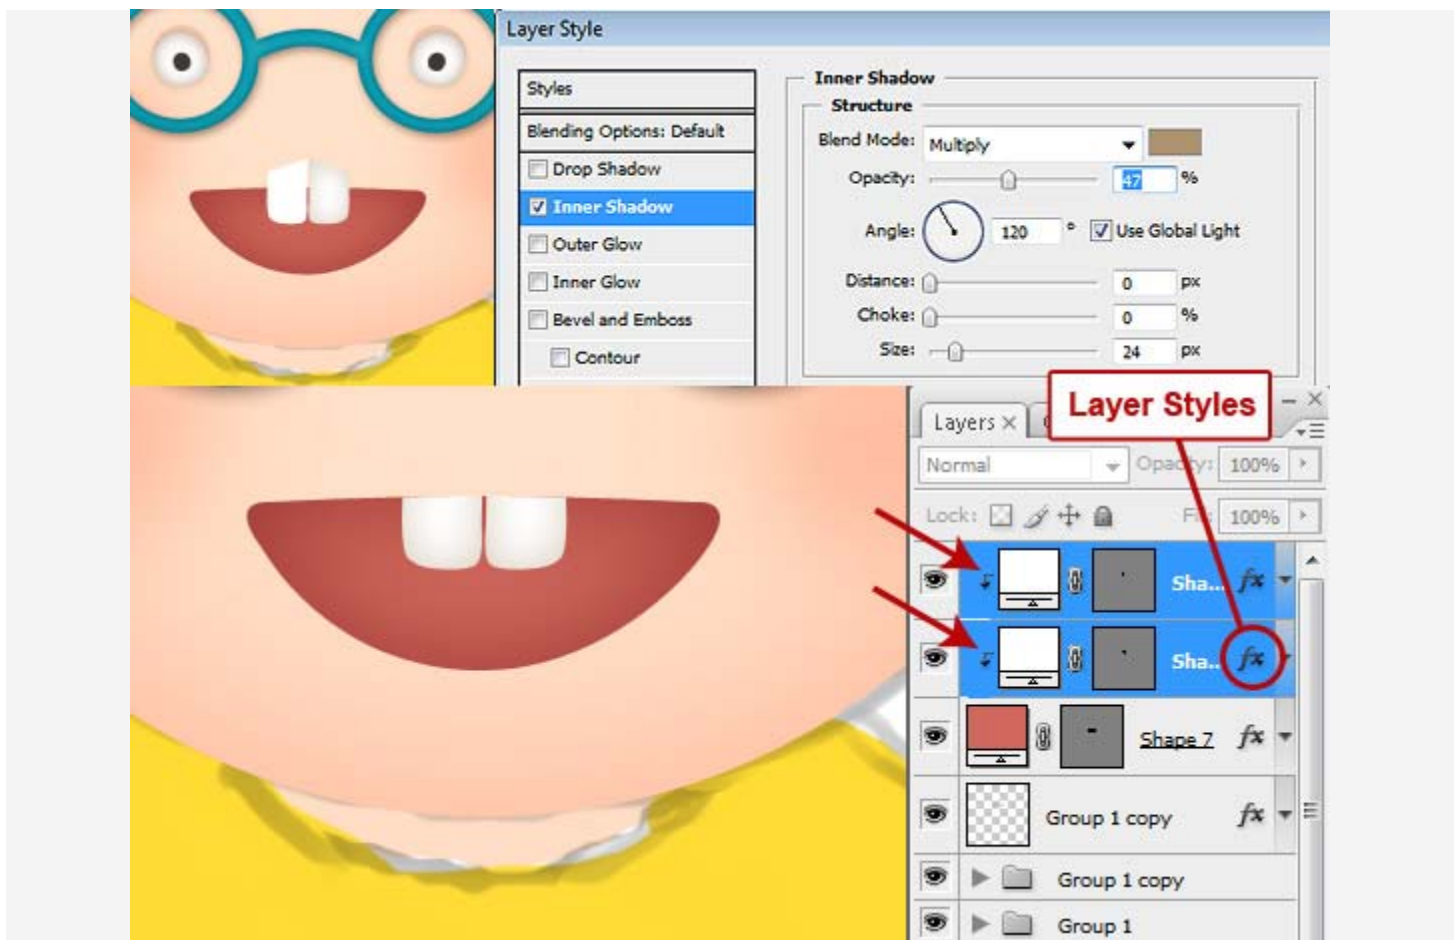 Layer Style
Styles
Blending Options: Default
Drop Shadow
Inner Shadow
Outer Glow
Inner Glow
Bevel and Emboss
Contour
Inner Shadow
Structure
Blend Mode: Multiply
Opacity: 47 %
Angle: 120 ° Use Global Light
Distance: 0 px
Choke: 0 %
Size: 24 px
Layer Styles
Layers
Normal Opacity: 100%
Lock: 100%
Sha... fx
Sha... fx
Shape 7 fx
Group 1 copy fx
Group 1 copy
Group 1